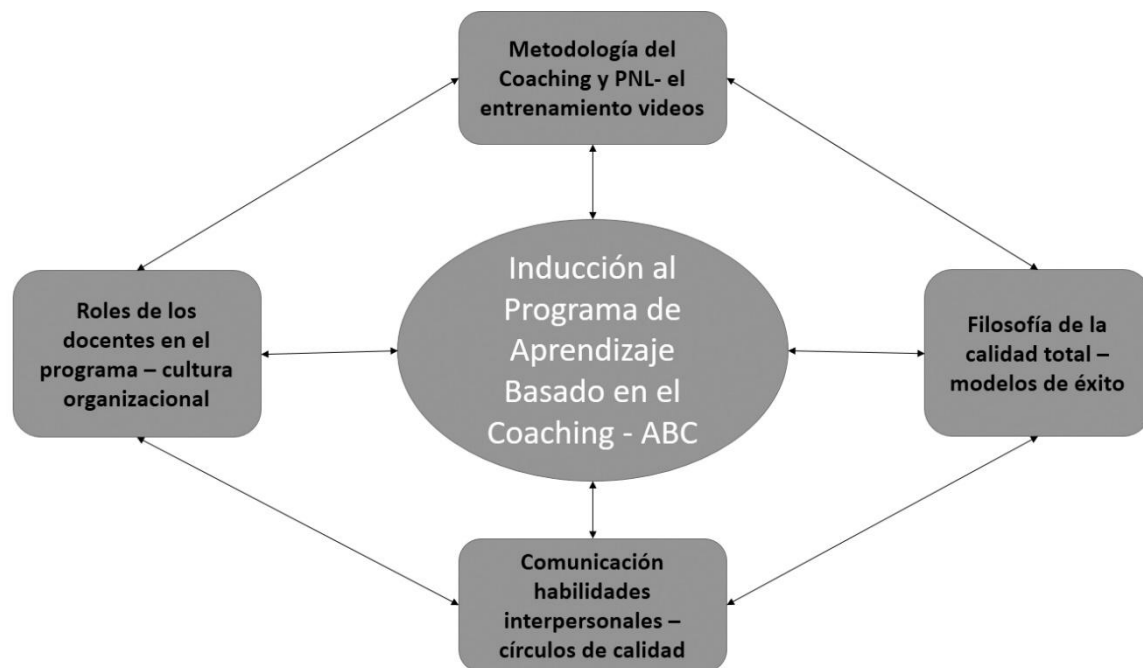 Metodología del
Coaching y PNL- el
entrenamiento videos
Roles de los
docentes en el
programa – cultura
organizacional
Inducción al
Programa de
Aprendizaje
Basado en el
Coaching - ABC
Filosofía de la
calidad total –
modelos de éxito
Comunicación
habilidades
interpersonales –
círculos de calidad